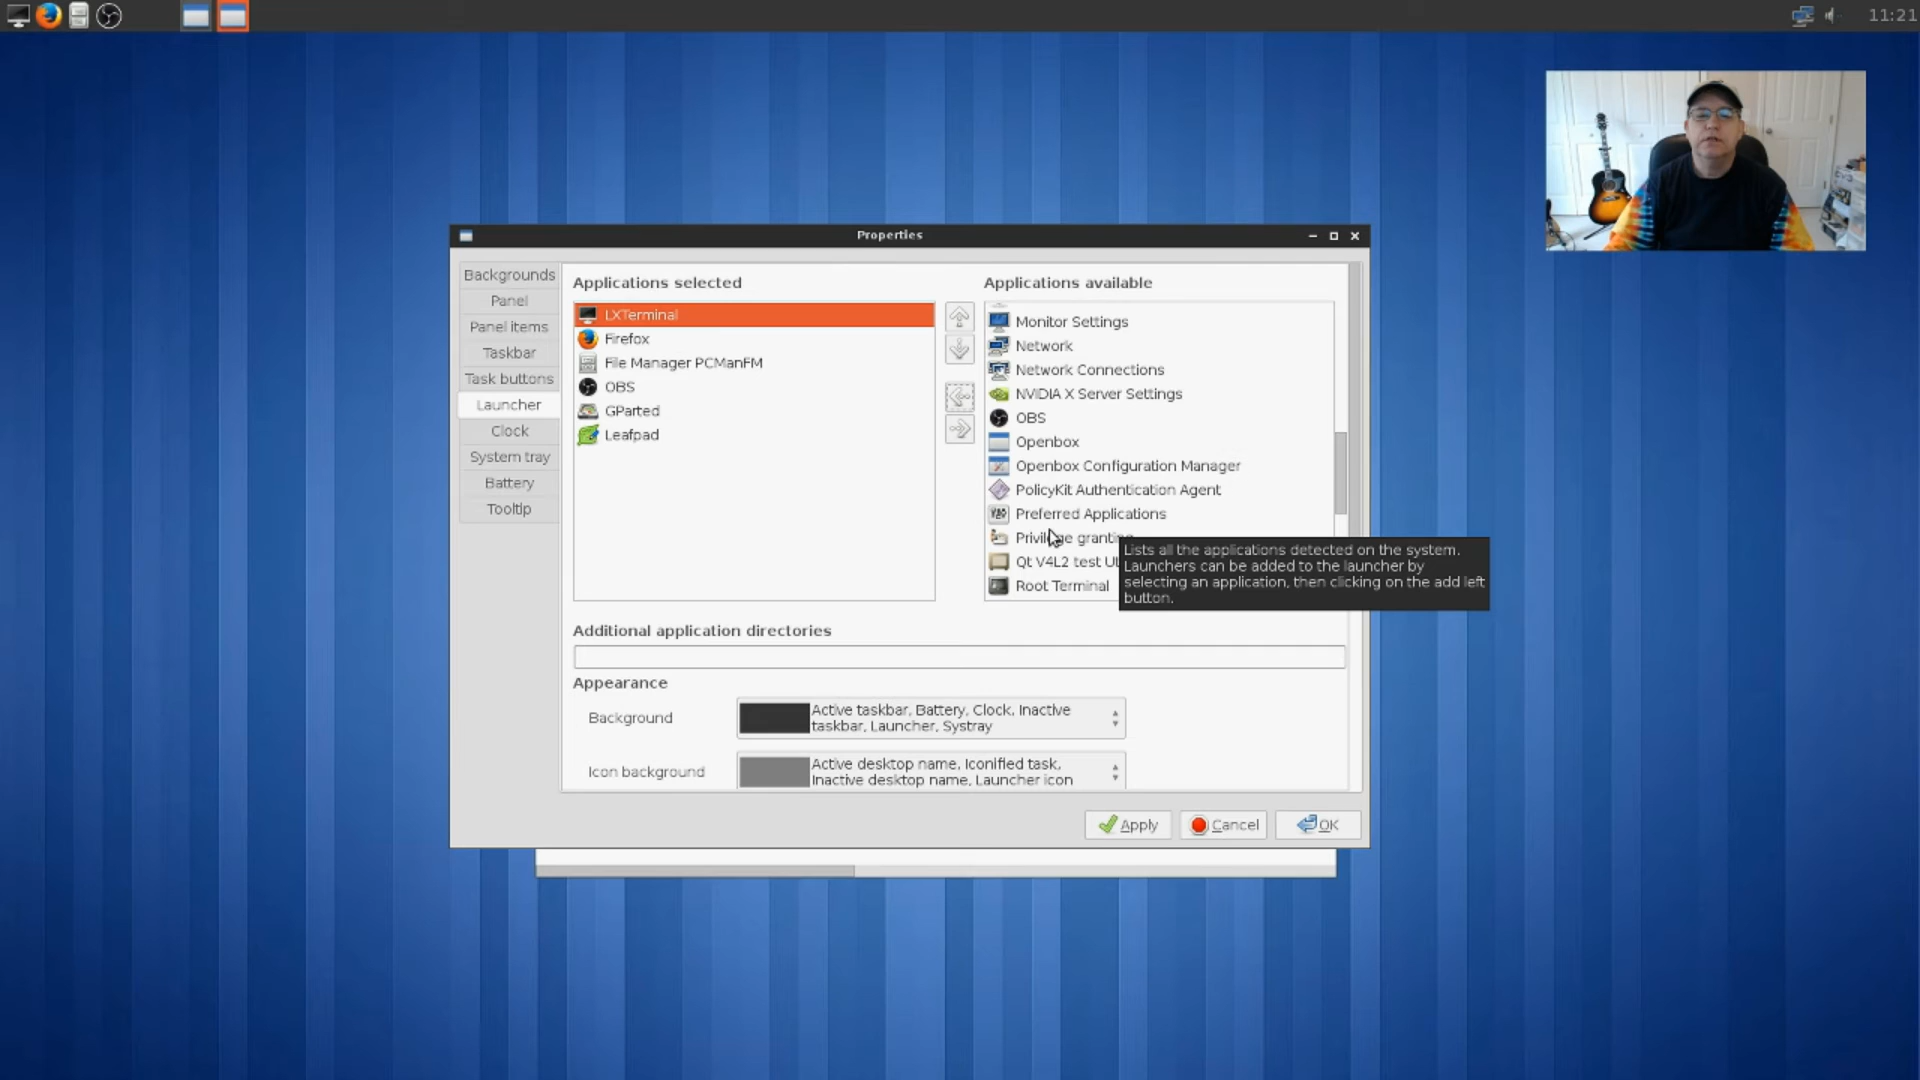 11:21
Properties
Backgrounds
Panel
Panel items
Taskbar
Task buttons
Launcher
Clock
System tray
Battery
Tooltip
Applications selected
LXTerminal
Firefox
File Manager PCManFM
OBS
GParted
Leafpad
Applications available
Monitor Settings
Network
Network Connections
NVIDIA X Server Settings
OBS
Openbox
Openbox Configuration Manager
PolicyKit Authentication Agent
Preferred Applications
Privilege granting
Qt V4L2 test Ut
Root Terminal
Lists all the applications detected on the system.
Launchers can be added to the launcher by
selecting an application, then clicking on the add left
button.
Additional application directories
Appearance
Background
Active taskbar, Battery, Clock, Inactive
taskbar, Launcher, Systray
Icon background
Active desktop name, Iconified task,
Inactive desktop name, Launcher icon
Apply
Cancel
OK